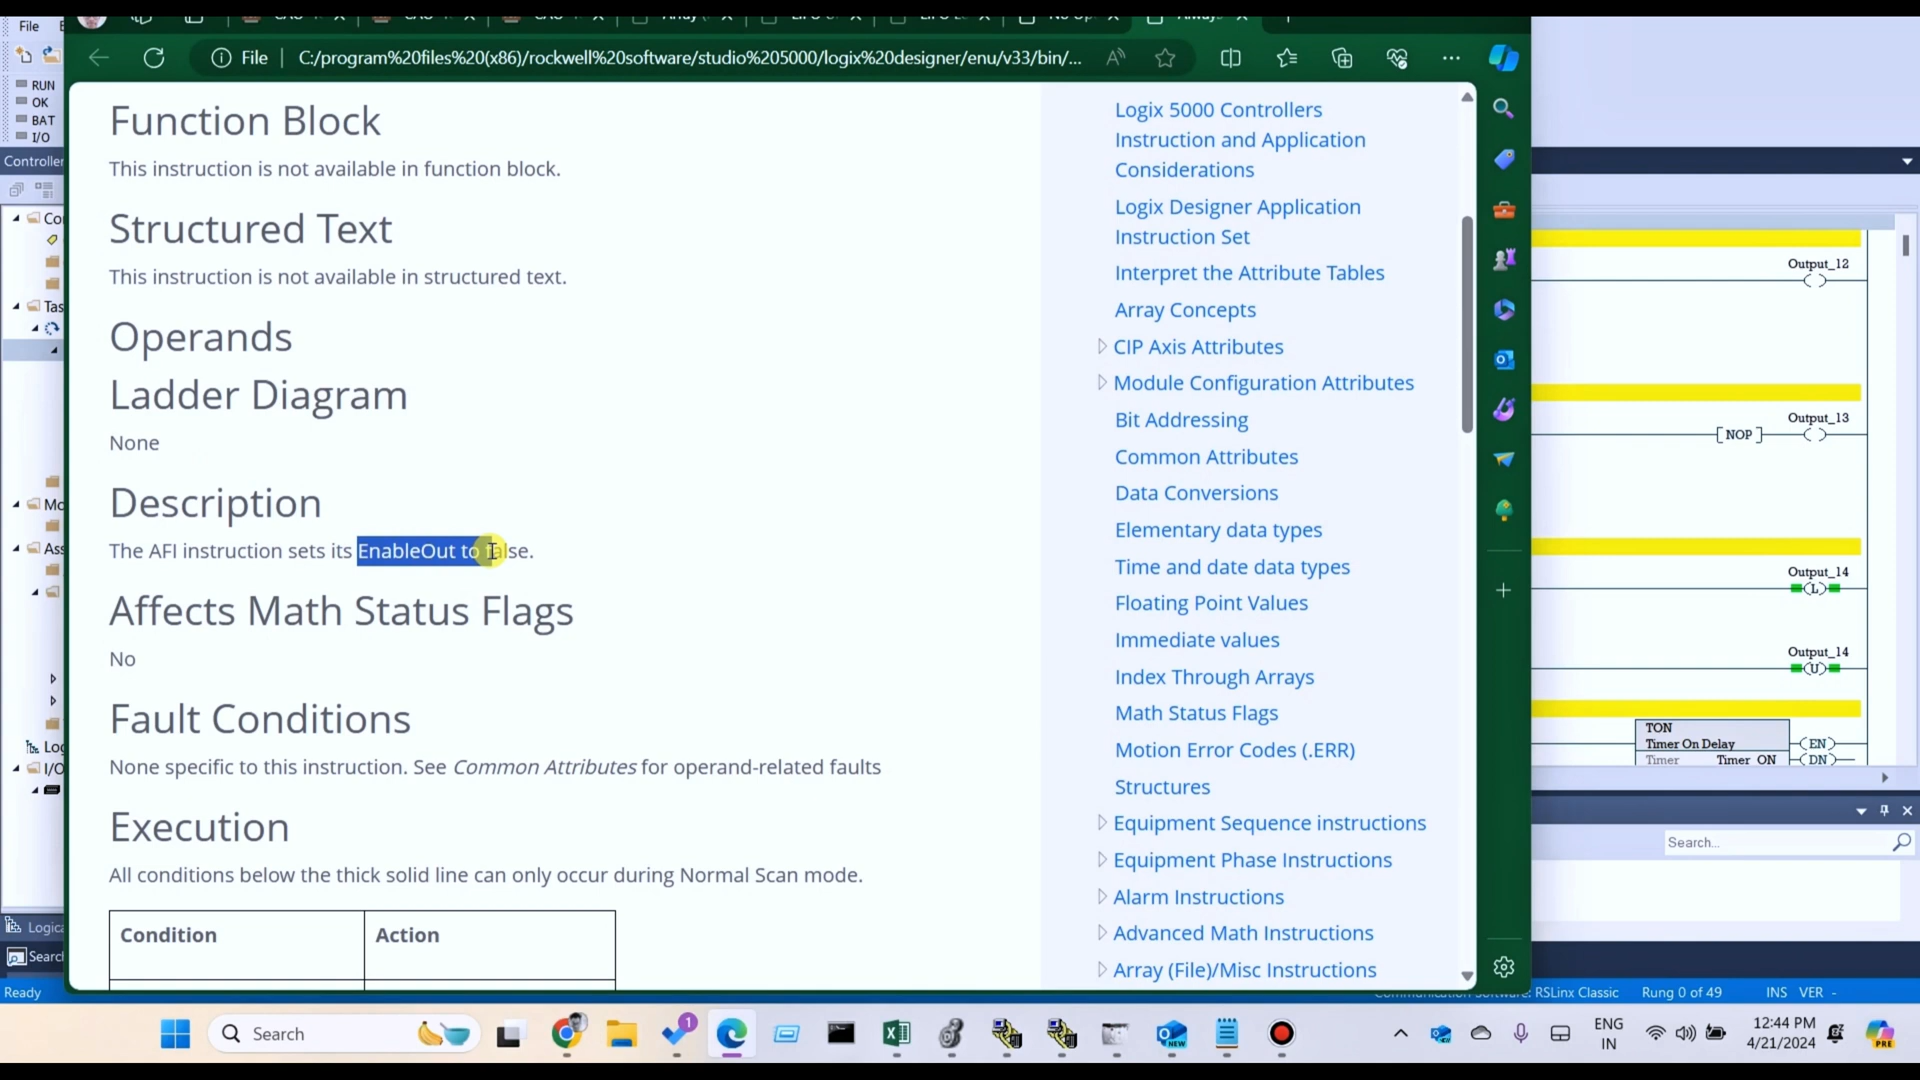 File
File
C:/program%20files%20(x86)/rockwell%20software/studio%205000/logix%20designer/enu/v33/bin/...
RUN
OK
BAT
I/O
Controller
Function Block
This instruction is not available in function block.
Structured Text
This instruction is not available in structured text.
Operands
Ladder Diagram
None
Description
The AFI instruction sets its EnableOut to false.
Affects Math Status Flags
No
Fault Conditions
None specific to this instruction. See Common Attributes for operand-related faults
Execution
All conditions below the thick solid line can only occur during Normal Scan mode.
Condition
Action
Logix 5000 Controllers
Instruction and Application
Considerations
Logix Designer Application
Instruction Set
Interpret the Attribute Tables
Array Concepts
CIP Axis Attributes
Module Configuration Attributes
Bit Addressing
Common Attributes
Data Conversions
Elementary data types
Time and date data types
Floating Point Values
Immediate values
Index Through Arrays
Math Status Flags
Motion Error Codes (.ERR)
Structures
Equipment Sequence instructions
Equipment Phase Instructions
Alarm Instructions
Advanced Math Instructions
Array (File)/Misc Instructions
Output_12
Output_13
NOP
Output_14
L
Output_14
U
TON
Timer On Delay
EN
Timer Timer_ON
DN
Search...
Ready
RSLinx Classic
Rung 0 of 49
INS VER
Search
1
ENG
IN
12:44 PM
4/21/2024
NEW
PRE